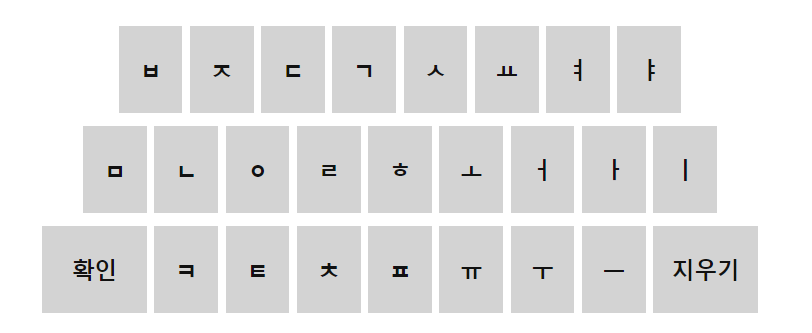 ㅂ ㅈ ㄷ ㄱ ㅅ ㅛ ㅕ ㅑ
ㅁ ㄴ ㅇ ㄹ ㅎ ㅗ ㅓ ㅏ ㅣ
확인 ㅋ ㅌ ㅊ ㅍ ㅠ ㅜ ㅡ 지우기